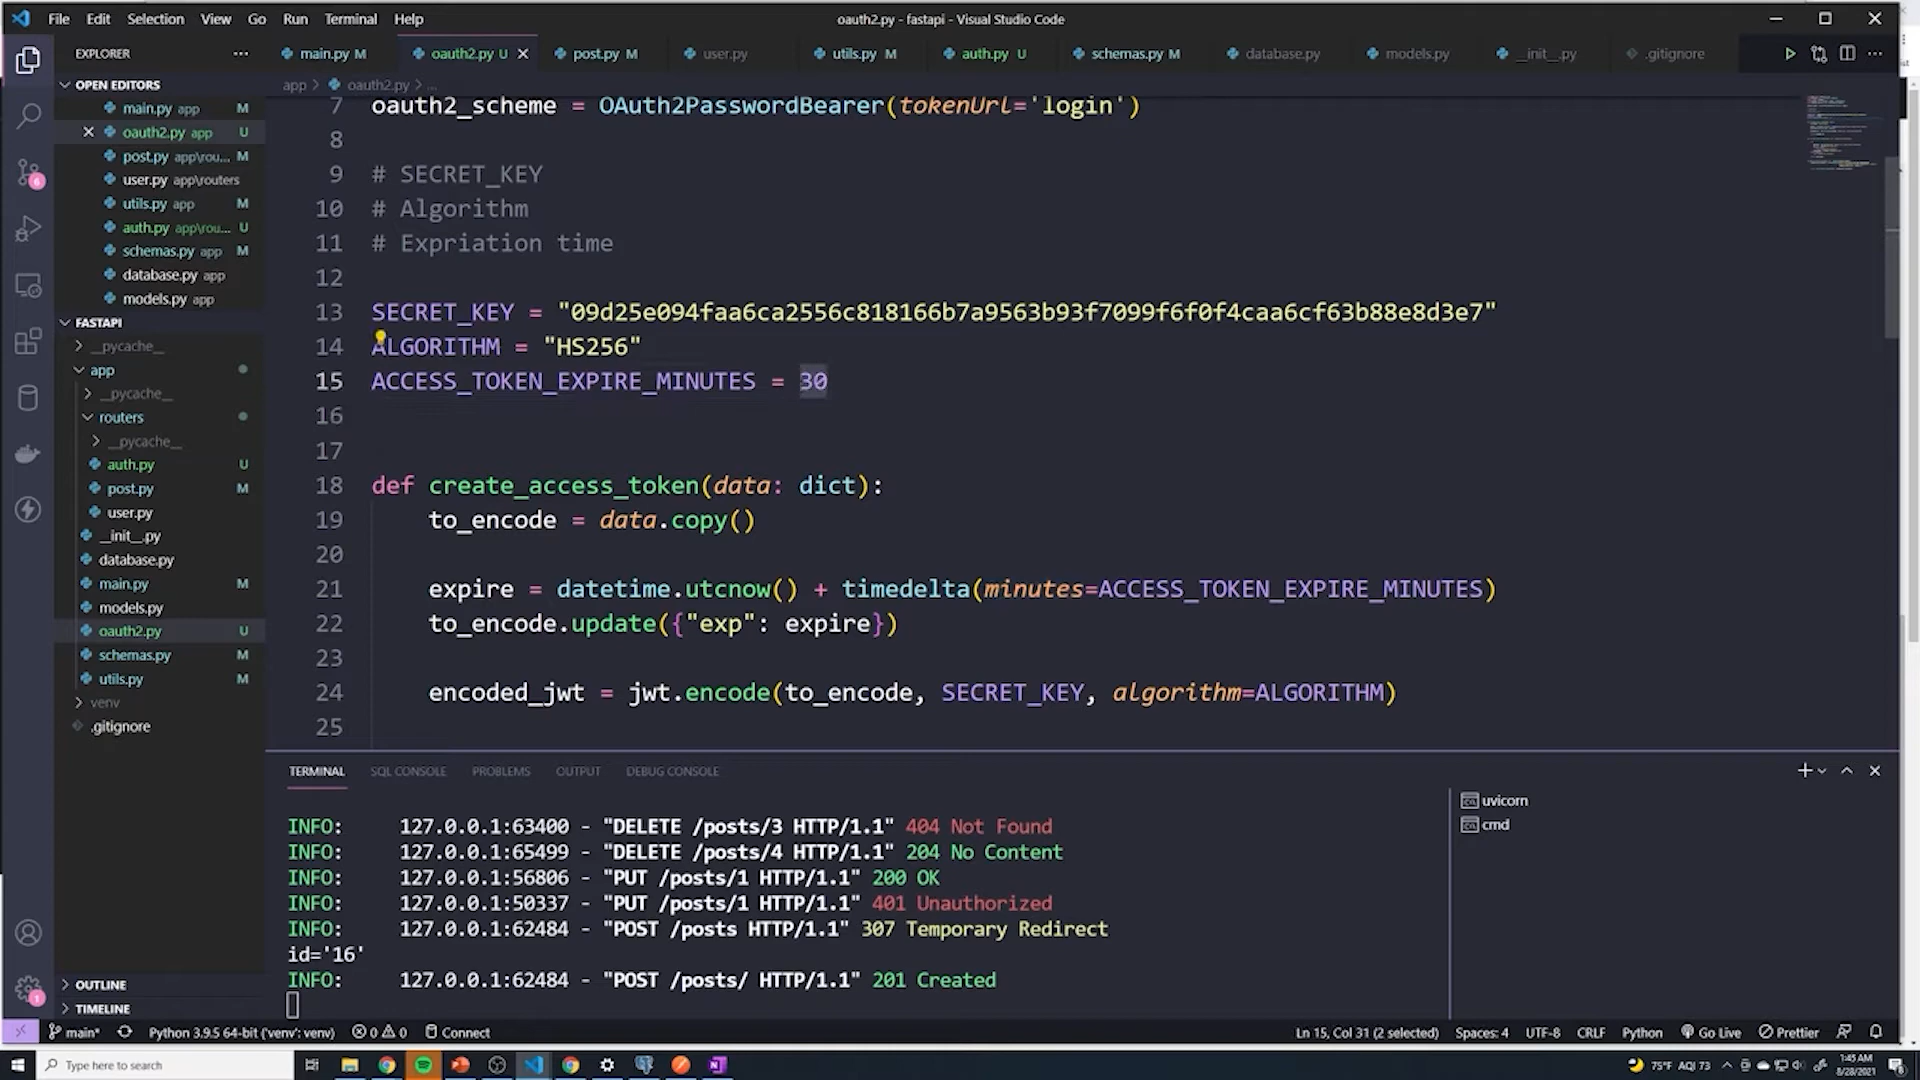 File Edit Selection View Go Run Terminal Help
oauth2.py - fastapi - Visual Studio Code
EXPLORER
main.py M
oauth2.py U
post.py M
user.py
utils.py M
auth.py U
schemas.py M
database.py
models.py
__init__.py
.gitignore
OPEN EDITORS
main.py app M
oauth2.py app U
post.py app\rou... M
user.py app\routers
utils.py app M
auth.py app\rou... U
schemas.py app M
database.py app
models.py app
FASTAPI
__pycache__
app
__pycache__
routers
__pycache__
auth.py U
post.py M
user.py
__init__.py
database.py
main.py M
models.py
oauth2.py U
schemas.py M
utils.py M
venv
.gitignore
OUTLINE
TIMELINE
app > oauth2.py > ...
7 oauth2_scheme = OAuth2PasswordBearer(tokenUrl='login')
8
9 # SECRET_KEY
10 # Algorithm
11 # Expriation time
12
13 SECRET_KEY = "09d25e094faa6ca2556c818166b7a9563b93f7099f6f0f4caa6cf63b88e8d3e7"
14 ALGORITHM = "HS256"
15 ACCESS_TOKEN_EXPIRE_MINUTES = 30
16
17
18 def create_access_token(data: dict):
19 to_encode = data.copy()
20
21 expire = datetime.utcnow() + timedelta(minutes=ACCESS_TOKEN_EXPIRE_MINUTES)
22 to_encode.update({"exp": expire})
23
24 encoded_jwt = jwt.encode(to_encode, SECRET_KEY, algorithm=ALGORITHM)
25
TERMINAL SQL CONSOLE PROBLEMS OUTPUT DEBUG CONSOLE
INFO: 127.0.0.1:63400 - "DELETE /posts/3 HTTP/1.1" 404 Not Found
INFO: 127.0.0.1:65499 - "DELETE /posts/4 HTTP/1.1" 204 No Content
INFO: 127.0.0.1:56806 - "PUT /posts/1 HTTP/1.1" 200 OK
INFO: 127.0.0.1:50337 - "PUT /posts/1 HTTP/1.1" 401 Unauthorized
INFO: 127.0.0.1:62484 - "POST /posts HTTP/1.1" 307 Temporary Redirect
id='16'
INFO: 127.0.0.1:62484 - "POST /posts/ HTTP/1.1" 201 Created
uvicorn
cmd
main* Python 3.9.5 64-bit ('venv': venv) 0 0 Connect
Ln 15, Col 31 (2 selected) Spaces: 4 UTF-8 CRLF Python Go Live Prettier
Type here to search
75°F AQI 73
1:45 AM
8/28/2021